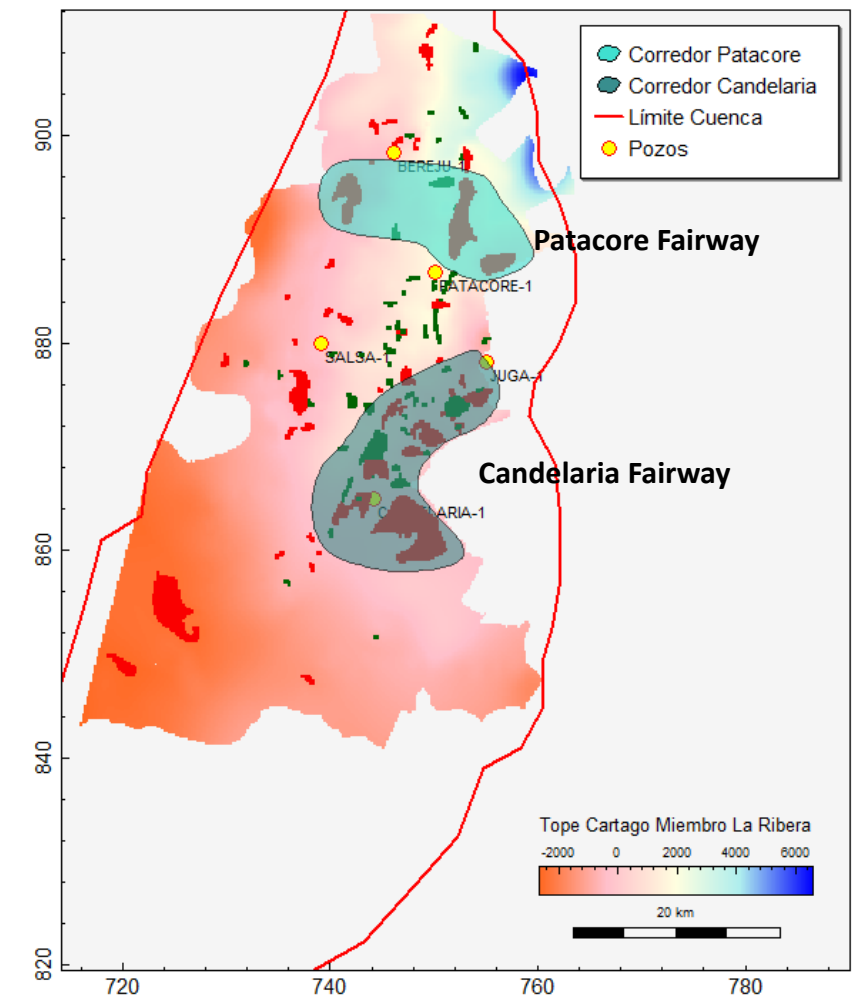 Corredor Patacore
Corredor Candelaria
Límite Cuenca
Pozos
900
BEREJU-1
Patacore Fairway
PATACORE-1
880
SALSA-1
JUGA-1
Candelaria Fairway
860
840
Tope Cartago Miembro La Ribera
-2000 0 2000 4000 6000
20 km
820
720 740 760 780